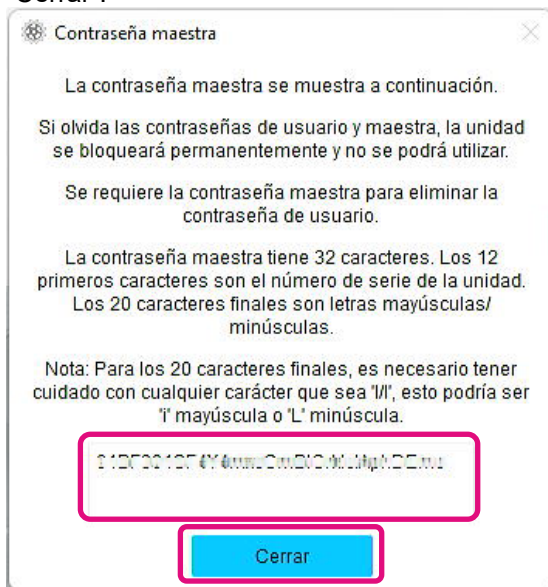 Contraseña maestra
La contraseña maestra se muestra a continuación.
Si olvida las contraseñas de usuario y maestra, la unidad
se bloqueará permanentemente y no se podrá utilizar.
Se requiere la contraseña maestra para eliminar la
contraseña de usuario.
La contraseña maestra tiene 32 caracteres. Los 12
primeros caracteres son el número de serie de la unidad.
Los 20 caracteres finales son letras mayúsculas/
minúsculas.
Nota: Para los 20 caracteres finales, es necesario tener
cuidado con cualquier carácter que sea 'I/l', esto podría ser
'i' mayúscula o 'L' minúscula.
Cerrar